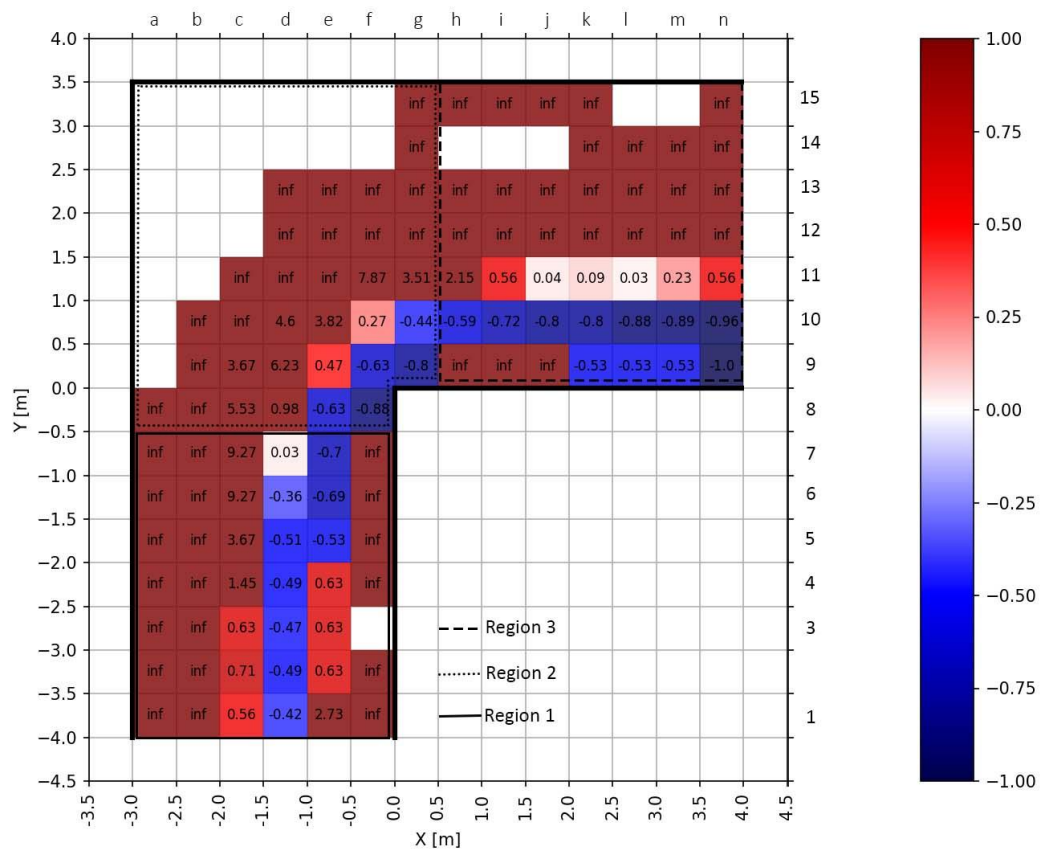 a b c d e f g h i j k l m n
4.0 1.00
3.5
inf inf inf inf inf inf 15
3.0 0.75
inf inf inf inf inf 14
2.5
inf inf inf inf inf inf inf inf inf inf inf 13
2.0 0.50
inf inf inf inf inf inf inf inf inf inf inf 12
1.5
inf inf inf 7.87 3.51 2.15 0.56 0.04 0.09 0.03 0.23 0.56 11
1.0 0.25
inf inf 4.6 3.82 0.27 -0.44 -0.59 -0.72 -0.8 -0.8 -0.88 -0.89 -0.96 10
0.5
inf 3.67 6.23 0.47 -0.63 -0.8 inf inf inf -0.53 -0.53 -0.53 -1.0 9
0.0 0.00
inf inf 5.53 0.98 -0.63 -0.88 8
−0.5
inf inf 9.27 0.03 -0.7 inf 7
−1.0
inf inf 9.27 -0.36 -0.69 inf 6
−1.5 −0.25
inf inf 3.67 -0.51 -0.53 inf 5
−2.0
inf inf 1.45 -0.49 0.63 inf 4
−2.5 −0.50
inf inf 0.63 -0.47 0.63 Region 3 3
−3.0
inf inf 0.71 -0.49 0.63 inf Region 2
−3.5 −0.75
inf inf 0.56 -0.42 2.73 inf Region 1 1
−4.0
−4.5 −1.00
-3.5 -3.0 -2.5 -2.0 -1.5 -1.0 -0.5 0.0 0.5 1.0 1.5 2.0 2.5 3.0 3.5 4.0 4.5
Y [m]
X [m]